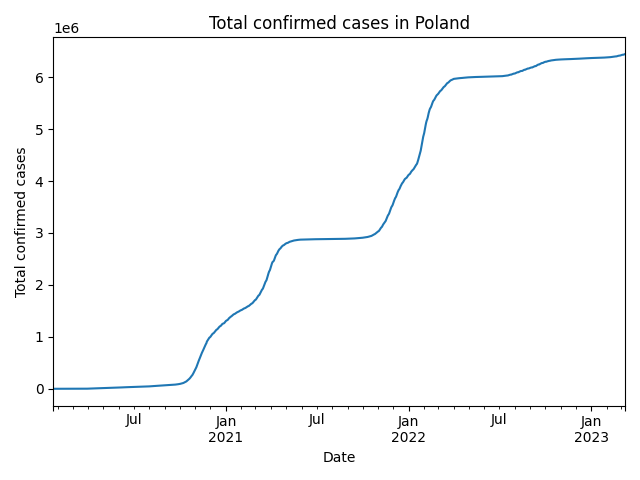 Total confirmed cases in Poland
1e6
6
5
4
3
2
1
0
Total confirmed cases
Jul
Jan
2021
Jul
Jan
2022
Jul
Jan
2023
Date